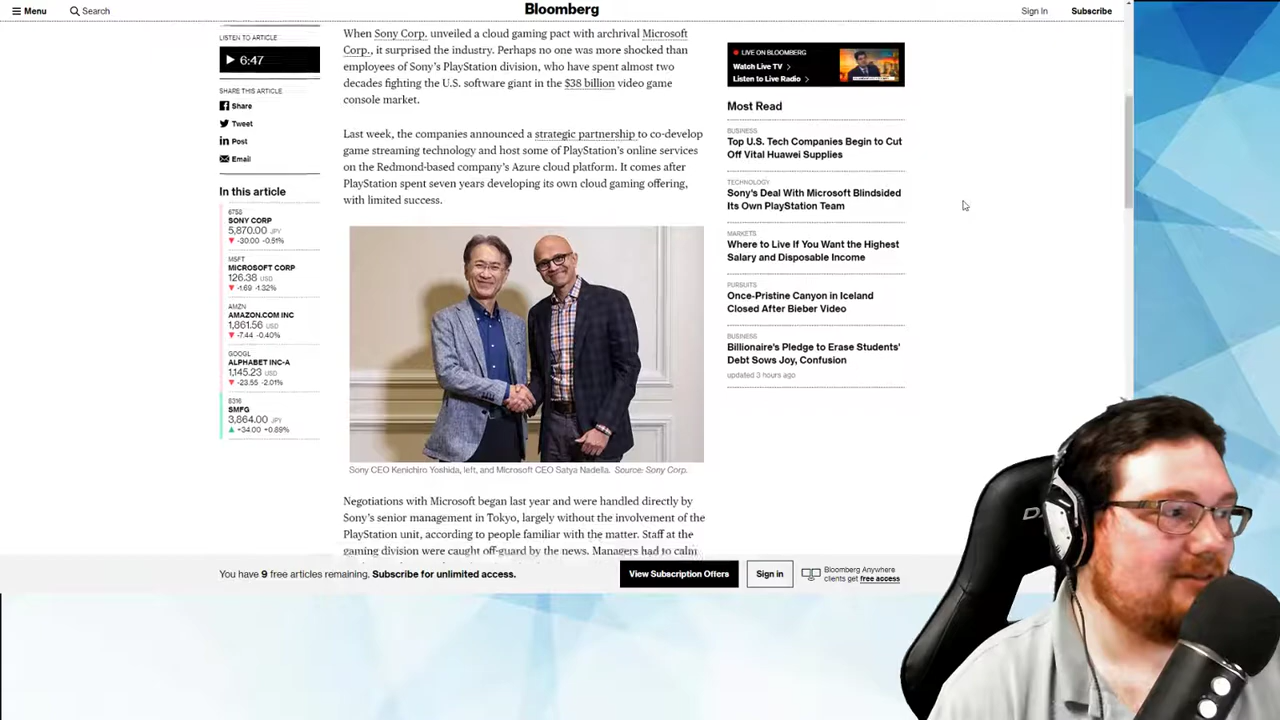 Menu
Search
Bloomberg
Sign In
Subscribe
LISTEN TO ARTICLE
6:47
SHARE THIS ARTICLE
Share
Tweet
Post
Email
In this article
6758
SONY CORP
5,870.00 JPY
-30.00 -0.51%
MSFT
MICROSOFT CORP
126.38 USD
-1.69 -1.32%
AMZN
AMAZON.COM INC
1,861.56 USD
-7.44 -0.40%
GOOGL
ALPHABET INC-A
1,145.23 USD
-23.55 -2.01%
8316
SMFG
3,864.00 JPY
+34.00 +0.89%
When Sony Corp. unveiled a cloud gaming pact with archrival Microsoft
Corp., it surprised the industry. Perhaps no one was more shocked than
employees of Sony's PlayStation division, who have spent almost two
decades fighting the U.S. software giant in the $38 billion video game
console market.
Last week, the companies announced a strategic partnership to co-develop
game streaming technology and host some of PlayStation's online services
on the Redmond-based company's Azure cloud platform. It comes after
PlayStation spent seven years developing its own cloud gaming offering,
with limited success.
Sony CEO Kenichiro Yoshida, left, and Microsoft CEO Satya Nadella. Source: Sony Corp.
Negotiations with Microsoft began last year and were handled directly by
Sony's senior management in Tokyo, largely without the involvement of the
PlayStation unit, according to people familiar with the matter. Staff at the
gaming division were caught off-guard by the news. Managers had to calm
LIVE ON BLOOMBERG
Watch Live TV
Listen to Live Radio
Most Read
BUSINESS
Top U.S. Tech Companies Begin to Cut
Off Vital Huawei Supplies
TECHNOLOGY
Sony's Deal With Microsoft Blindsided
Its Own PlayStation Team
MARKETS
Where to Live If You Want the Highest
Salary and Disposable Income
PURSUITS
Once-Pristine Canyon in Iceland
Closed After Bieber Video
BUSINESS
Billionaire's Pledge to Erase Students'
Debt Sows Joy, Confusion
updated 3 hours ago
You have 9 free articles remaining. Subscribe for unlimited access.
View Subscription Offers
Sign in
Bloomberg Anywhere
clients get free access